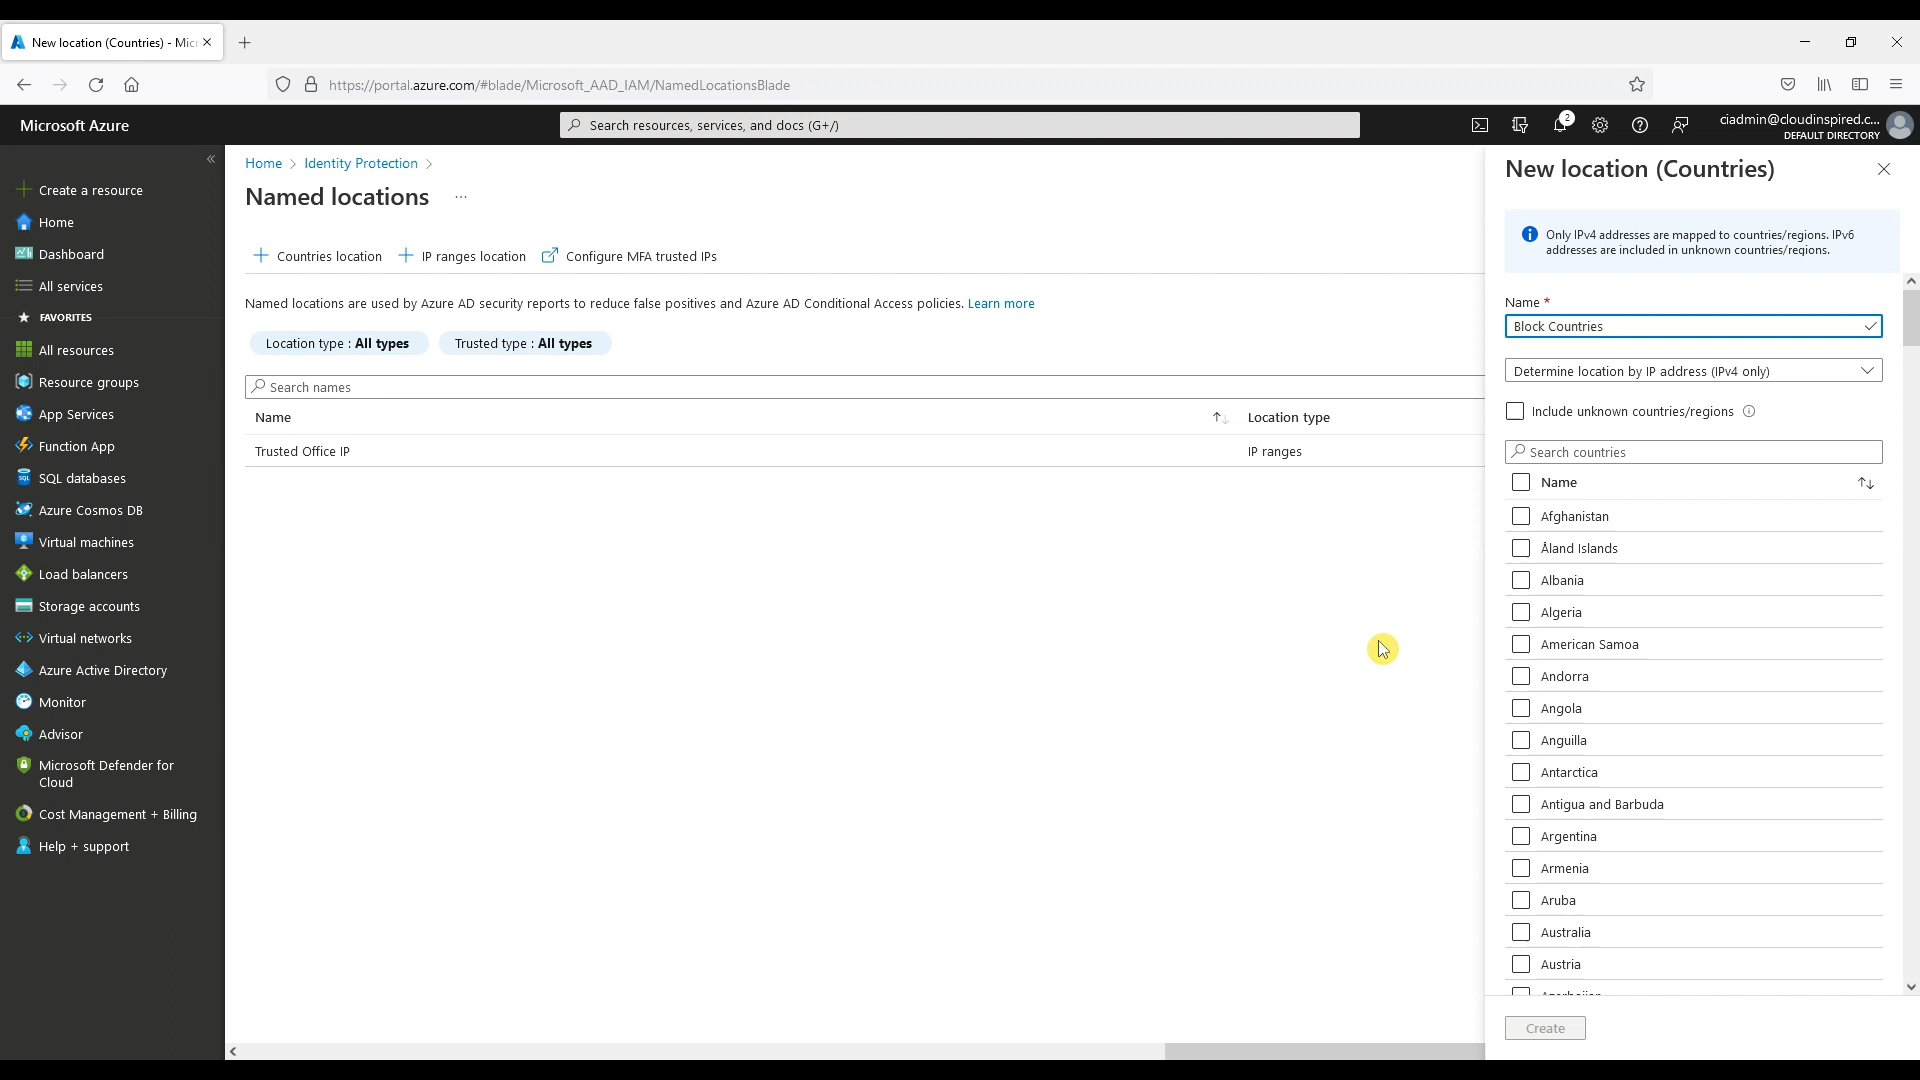 New location (Countries) - Micr
https://portal.azure.com/#blade/Microsoft_AAD_IAM/NamedLocationsBlade
Microsoft Azure
Search resources, services, and docs (G+/)
2
ciadmin@cloudinspired.c...
DEFAULT DIRECTORY
Create a resource
Home
Dashboard
All services
FAVORITES
All resources
Resource groups
App Services
Function App
SQL databases
Azure Cosmos DB
Virtual machines
Load balancers
Storage accounts
Virtual networks
Azure Active Directory
Monitor
Advisor
Microsoft Defender for
Cloud
Cost Management + Billing
Help + support
Home > Identity Protection >
Named locations ...
Countries location
IP ranges location
Configure MFA trusted IPs
Named locations are used by Azure AD security reports to reduce false positives and Azure AD Conditional Access policies. Learn more
Location type : All types
Trusted type : All types
Search names
Name
Location type
Trusted Office IP
IP ranges
New location (Countries)
Only IPv4 addresses are mapped to countries/regions. IPV6
addresses are included in unknown countries/regions.
Name *
Block Countries
Determine location by IP address (IPv4 only)
Include unknown countries/regions
Search countries
Name
Afghanistan
Åland Islands
Albania
Algeria
American Samoa
Andorra
Angola
Anguilla
Antarctica
Antigua and Barbuda
Argentina
Armenia
Aruba
Australia
Austria
Create